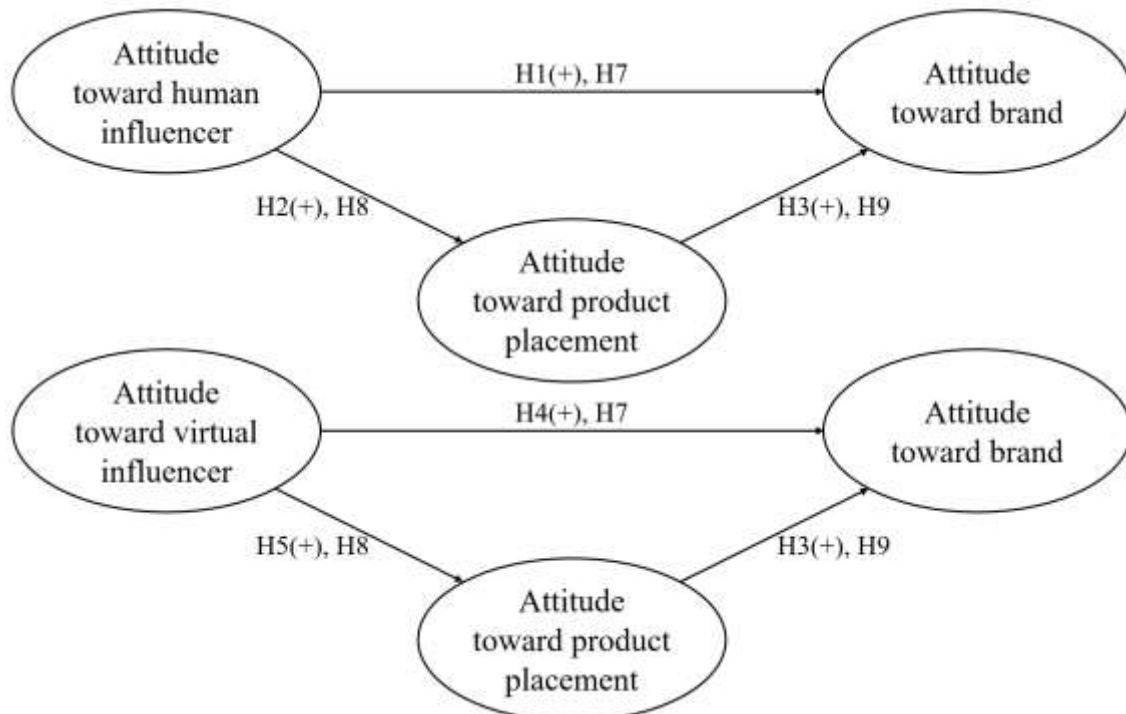 Attitude
toward human
influencer
H1(+), H7
Attitude
toward brand
H2(+), H8
H3(+), H9
Attitude
toward product
placement
Attitude
toward virtual
influencer
H4(+), H7
Attitude
toward brand
H5(+), H8
H3(+), H9
Attitude
toward product
placement